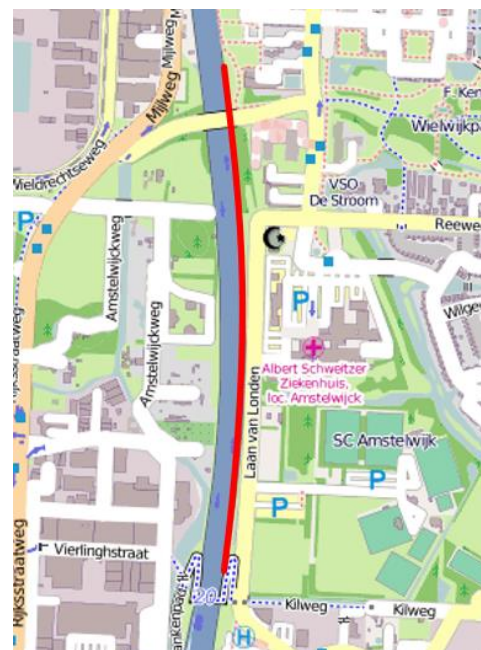 Mijlweg
Mijlweg
F. Ken
Wielwijkpa
Wieldrechtseweg
VSO
De Stroom
P
Reewe
Amstelwijckweg
P
Wilge
Albert Schweitzer
Ziekenhuis,
loc. Amstelwijck
Amstelwijckweg
Laan van Londen
SC Amstelwijk
P
P
Vierlinghstraat
Rijksstraatweg
20
Kilweg
Kilweg
H